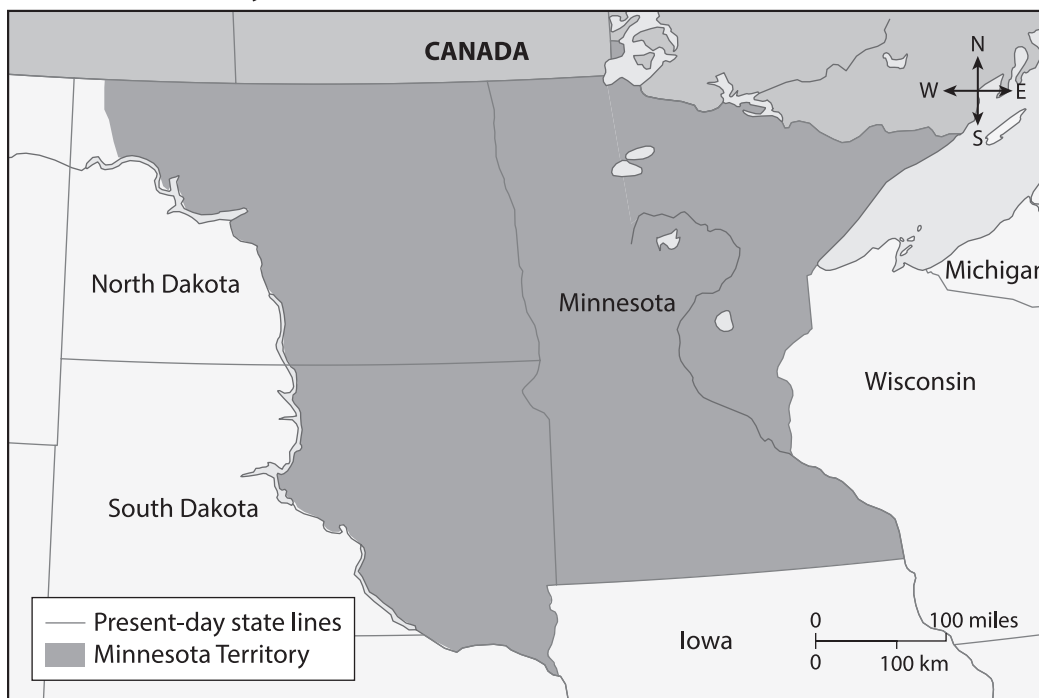 CANADA
N
W E
S
North Dakota
Minnesota
Michigan
Wisconsin
South Dakota
Present-day state lines
Minnesota Territory
Iowa
0 100 miles
0 100 km